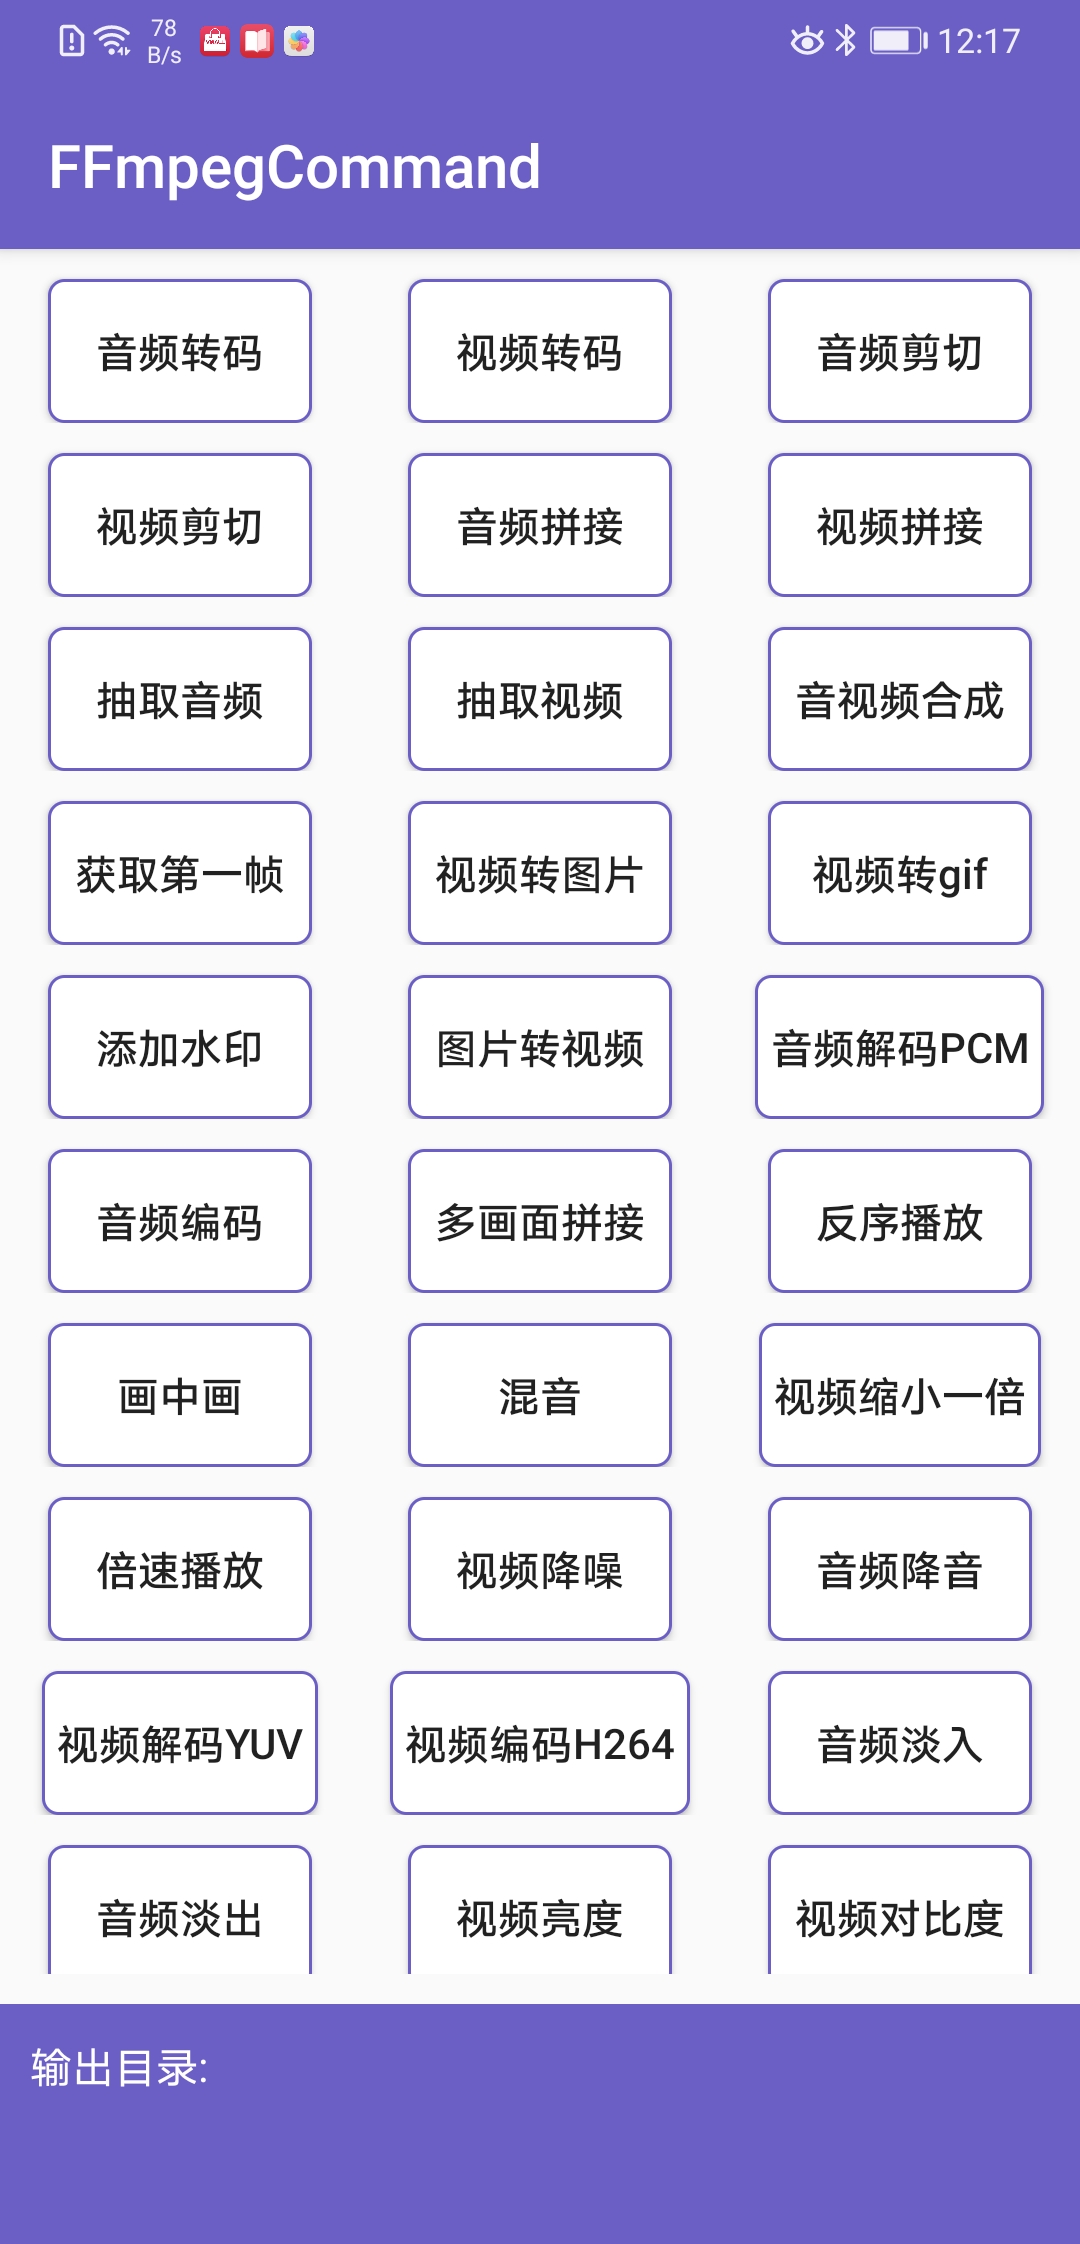 78
B/s
12:17
FFmpegCommand
音频转码
视频转码
音频剪切
视频剪切
音频拼接
视频拼接
抽取音频
抽取视频
音视频合成
获取第一帧
视频转图片
视频转gif
添加水印
图片转视频
音频解码PCM
音频编码
多画面拼接
反序播放
画中画
混音
视频缩小一倍
倍速播放
视频降噪
音频降音
视频解码YUV
视频编码H264
音频淡入
音频淡出
视频亮度
视频对比度
输出目录: